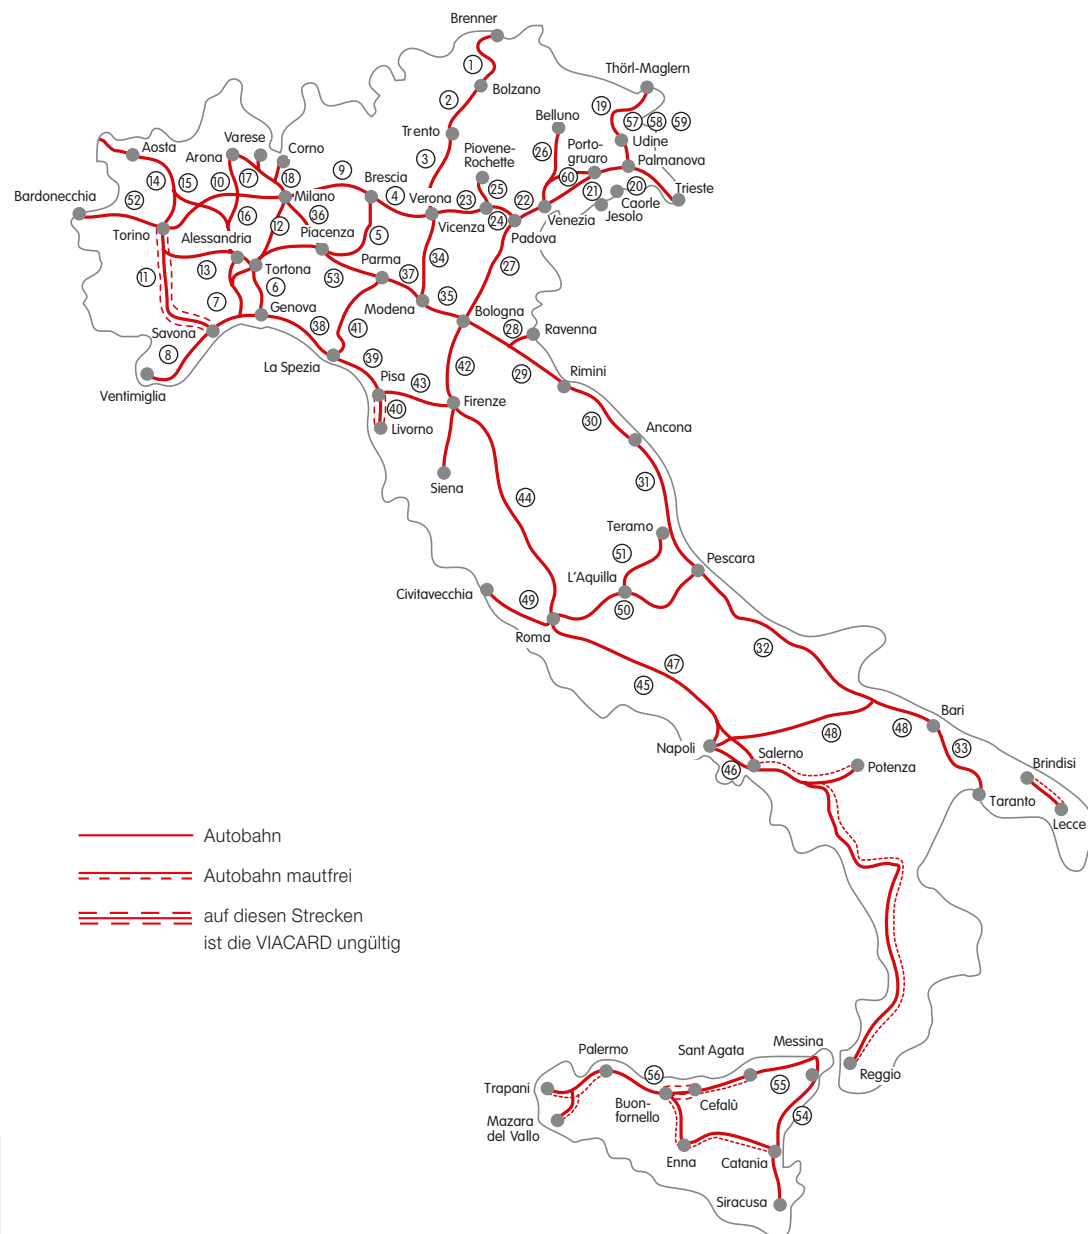 Brenner
1
Bolzano
Thörl-Maglern
2
19
57 58 59
Belluno
Udine
Trento
Varese
Corno
Aosta
Arona
3
Piovene-
Rochette
26
Porto-
gruaro
Palmanova
14
15
10
17
18
9
Brescia
4
25
60
21
20
Trieste
Bardonecchia
52
Milano
Verona
23
22
Caorle
Jesolo
16
12
36
Vicenza
24
Venezia
Torino
Alessandria
Piacenza
5
Padova
11
13
Tortona
53
Parma
37
34
27
6
7
Genova
Modena
35
Bologna
Savona
38
41
28
Ravenna
8
La Spezia
39
42
29
Rimini
Ventimiglia
Pisa
43
40
Firenze
30
Livorno
Ancona
Siena
31
44
Teramo
51
Pescara
L'Aquilla
Civitavecchia
49
50
Roma
32
47
45
Bari
48
48
33
Napoli
Salerno
46
Potenza
Brindisi
Taranto
Lecce
Autobahn
Autobahn mautfrei
auf diesen Strecken
ist die VIACARD ungültig
Messina
Palermo
Sant Agata
56
55
Reggio
Trapani
Buon-
fornello
Cefalù
54
Mazara
del Vallo
Enna
Catania
Siracusa